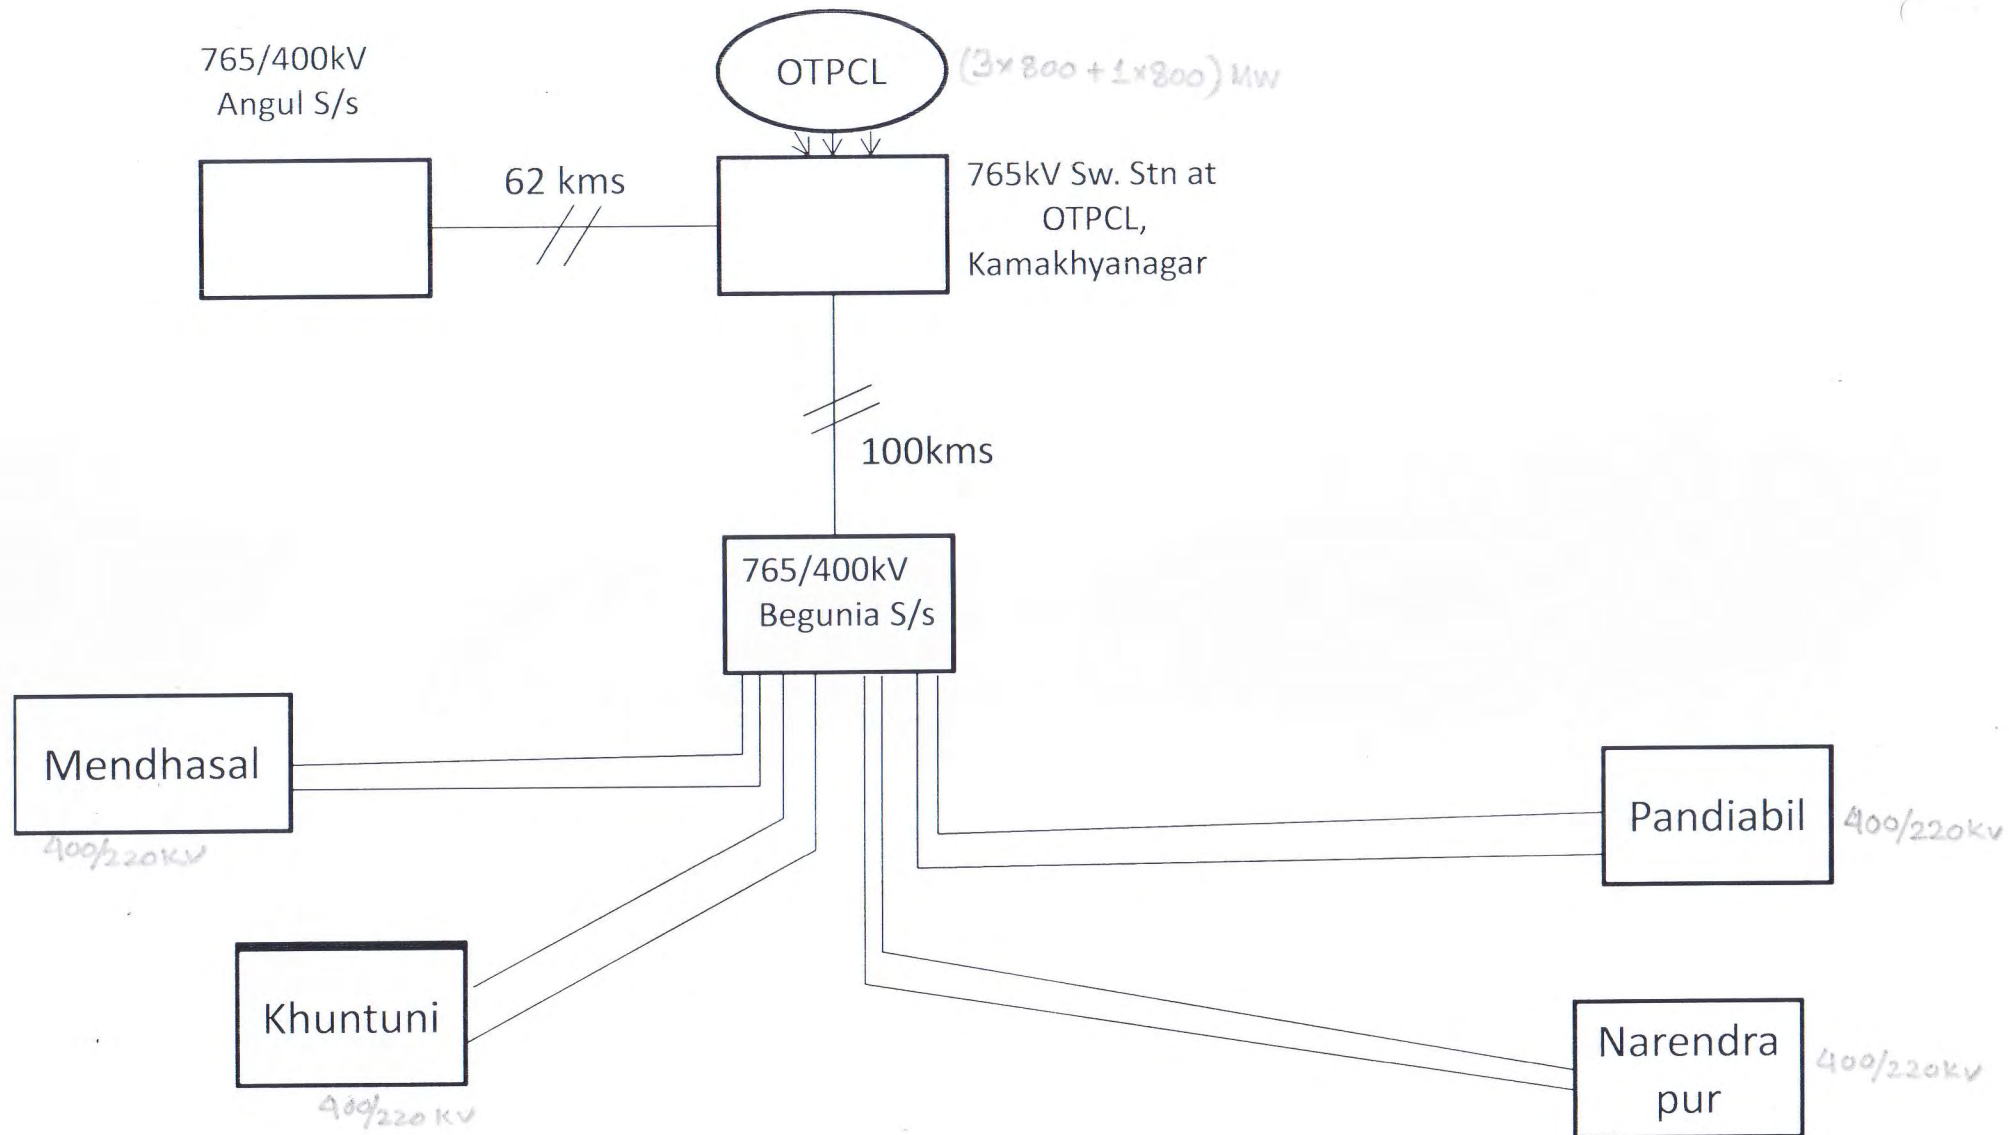 765/400kV
Angul S/s
OTPCL
(3x800 + 1x800) MW
62 kms
765kV Sw. Stn at
OTPCL,
Kamakhyanagar
100kms
765/400kV
Begunia S/s
Mendhasal
400/220KV
Pandiabil
400/220KV
Khuntuni
400/220 KV
Narendra
pur
400/220KV